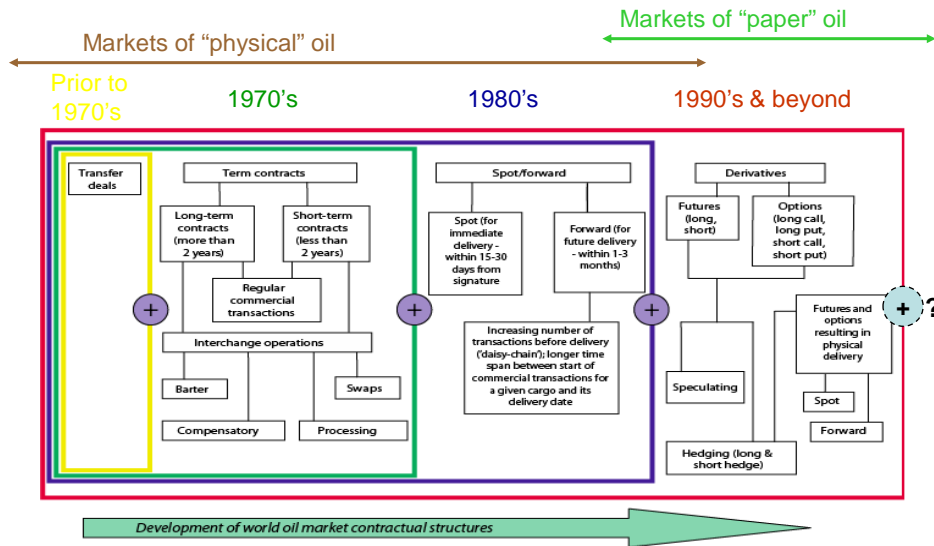 Markets of “paper” oil
Markets of “physical” oil
Prior to
1970’s
1970’s
1980’s
1990’s & beyond
Transfer
deals
Term contracts
Long-term
contracts
(more than
2 years)
Short-term
contracts
(less than
2 years)
Regular
commercial
transactions
+
Interchange operations
Barter
Swaps
Compensatory
Processing
+
Spot/forward
Spot (for
immediate
delivery -
within 15-30
days from
signature
Forward (for
future delivery
- within 1-3
months)
Increasing number of
transactions before delivery
(‘daisy-chain’); longer time
span between start of
commercial transactions for
a given cargo and its
delivery date
+
Derivatives
Futures
(long,
short)
Options
(long call,
long put,
short call,
short put)
Futures and
options
resulting in
physical
delivery
+ ?
Speculating
Spot
Forward
Hedging (long &
short hedge)
Development of world oil market contractual structures